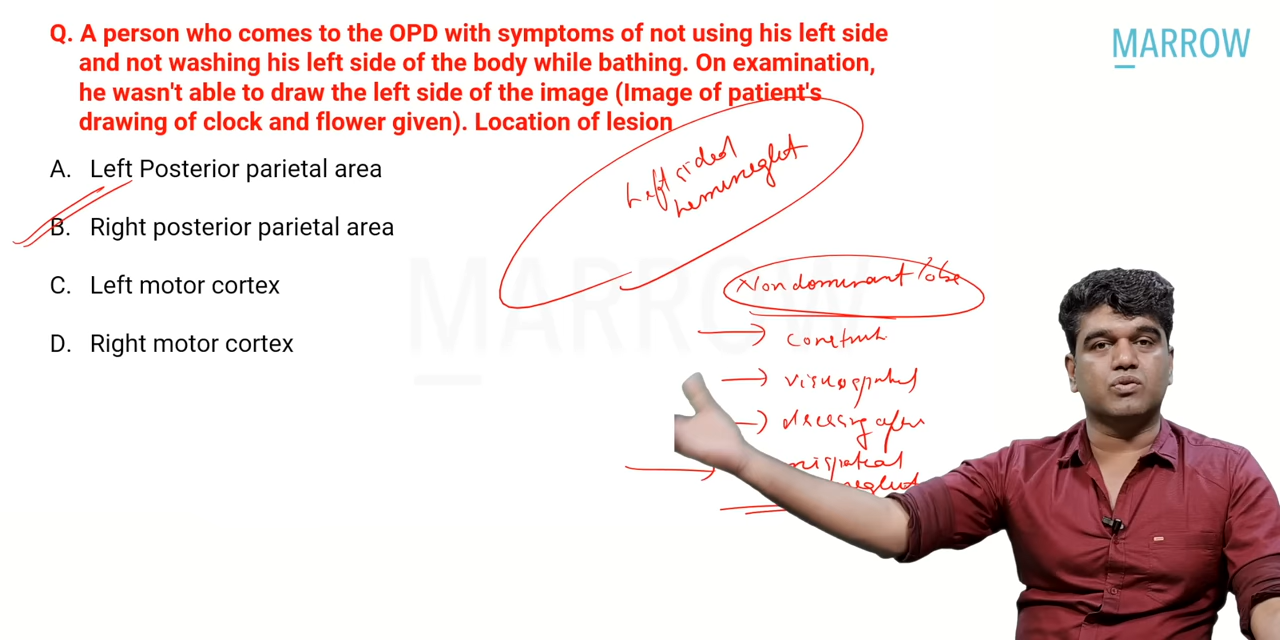 Q. A person who comes to the OPD with symptoms of not using his left side
and not washing his left side of the body while bathing. On examination,
he wasn't able to draw the left side of the image (Image of patient's
drawing of clock and flower given). Location of lesion
A. Left Posterior parietal area
B. Right posterior parietal area
C. Left motor cortex
D. Right motor cortex
MARROW
Left sided
hemineglect
Non dominant lobe
construct
visuospatial
dressing
neglect
MARROW